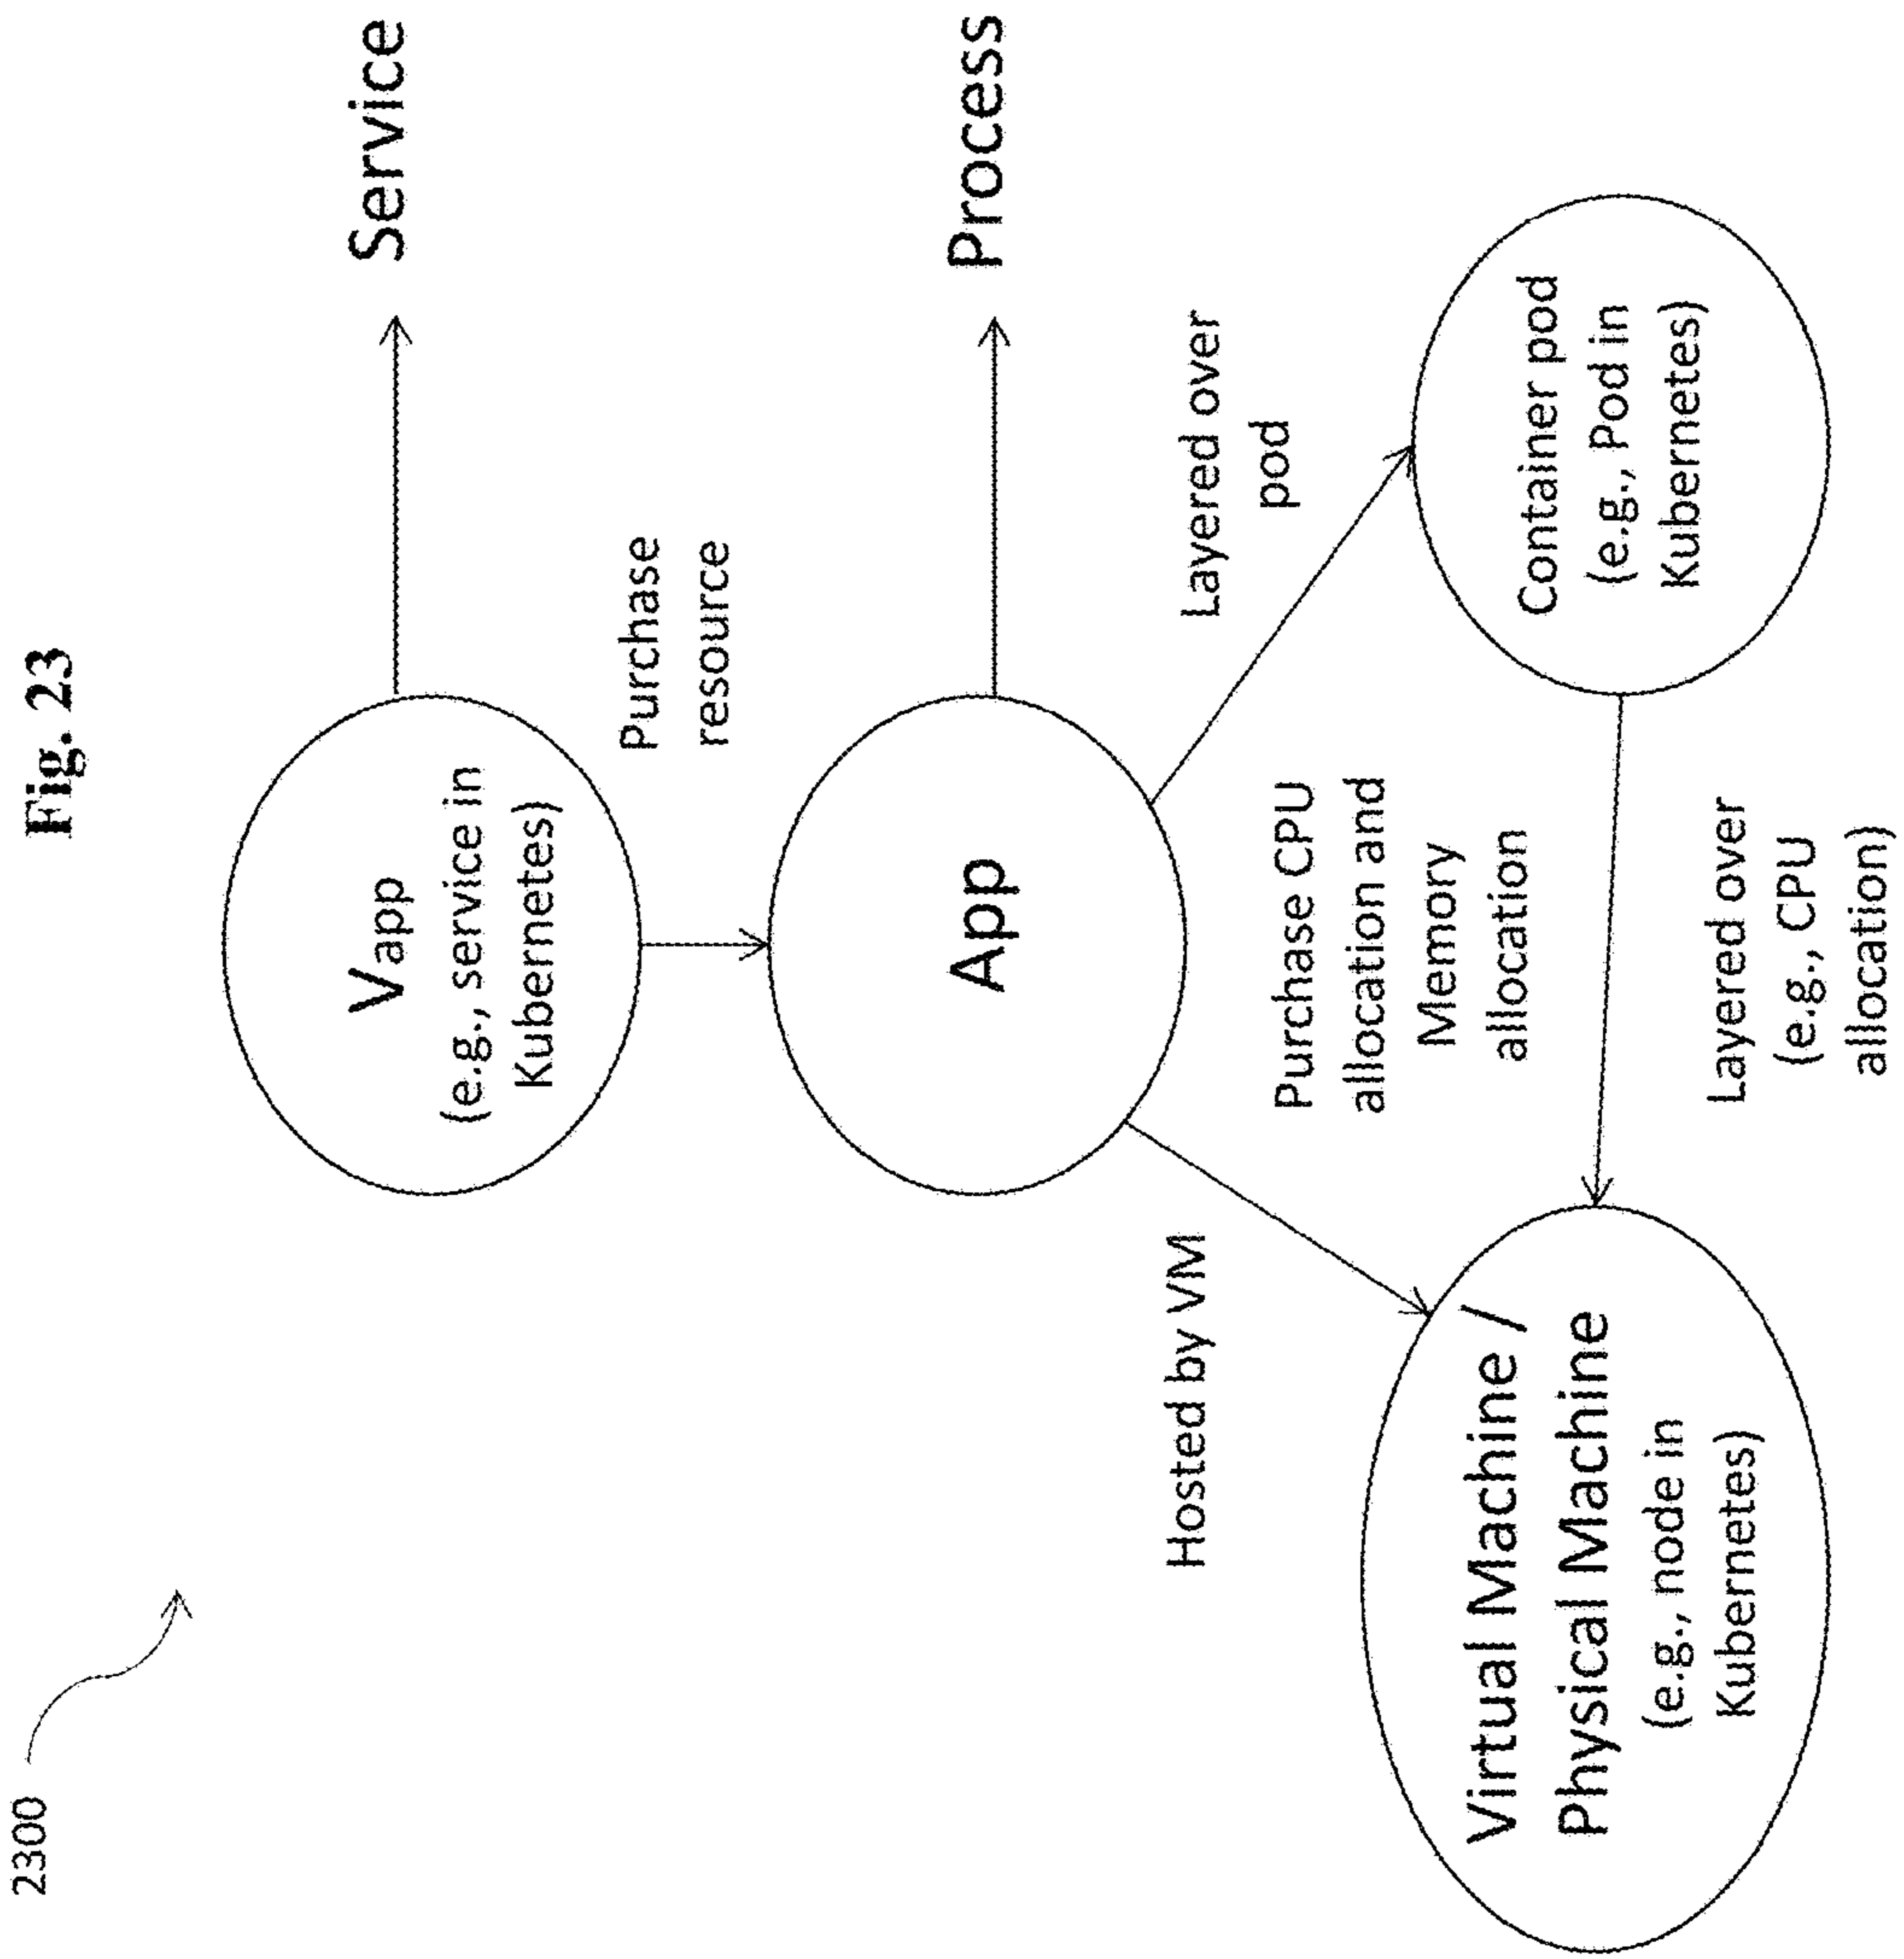 Fig. 23
2300
Vapp
(e.g., service in
Kubernetes)
Service
Purchase
resource
App
Process
Hosted by VM
Layered over
pod
Purchase CPU
allocation and
Memory
allocation
Virtual Machine /
Physical Machine
(e.g., node in
Kubernetes)
Container pod
(e.g., Pod in
Kubernetes)
Layered over
(e.g., CPU
allocation)